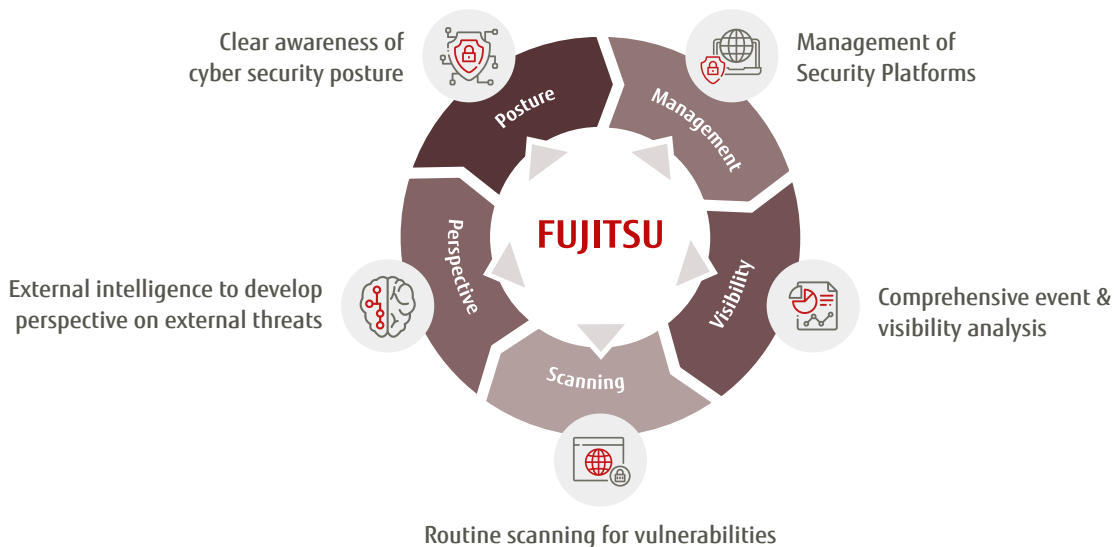 Clear awareness of
cyber security posture
Management of
Security Platforms
Posture
Management
FUJITSU
Perspective
Visibility
External intelligence to develop
perspective on external threats
Comprehensive event &
visibility analysis
Scanning
Routine scanning for vulnerabilities